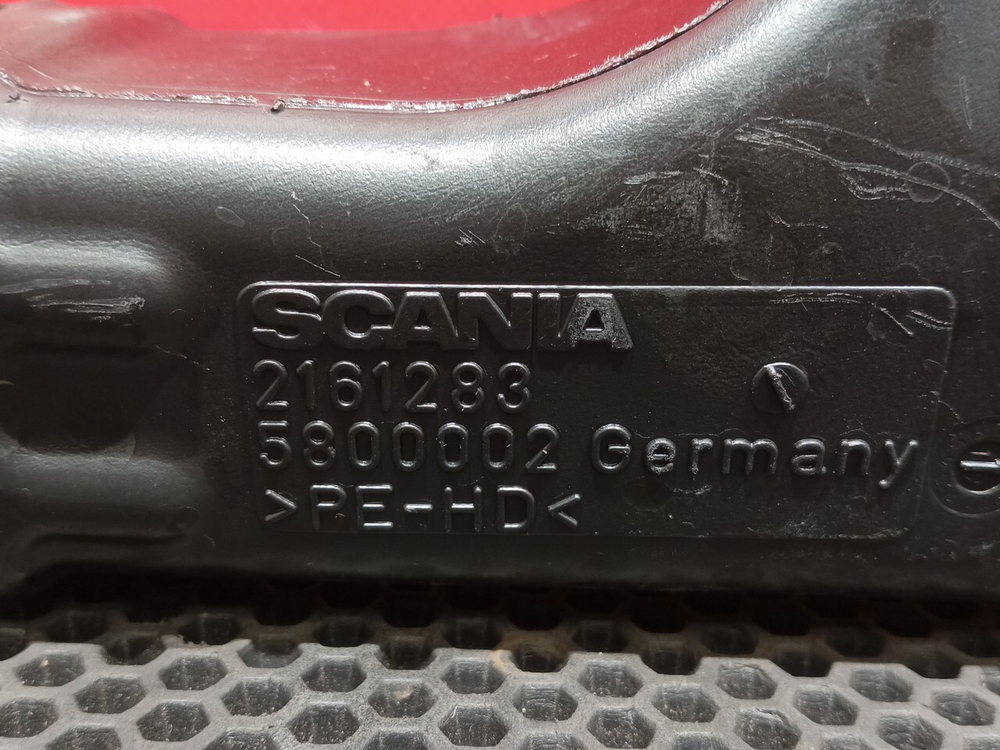 SCANIA
2161283
5800002 Germany
>PE-HD<